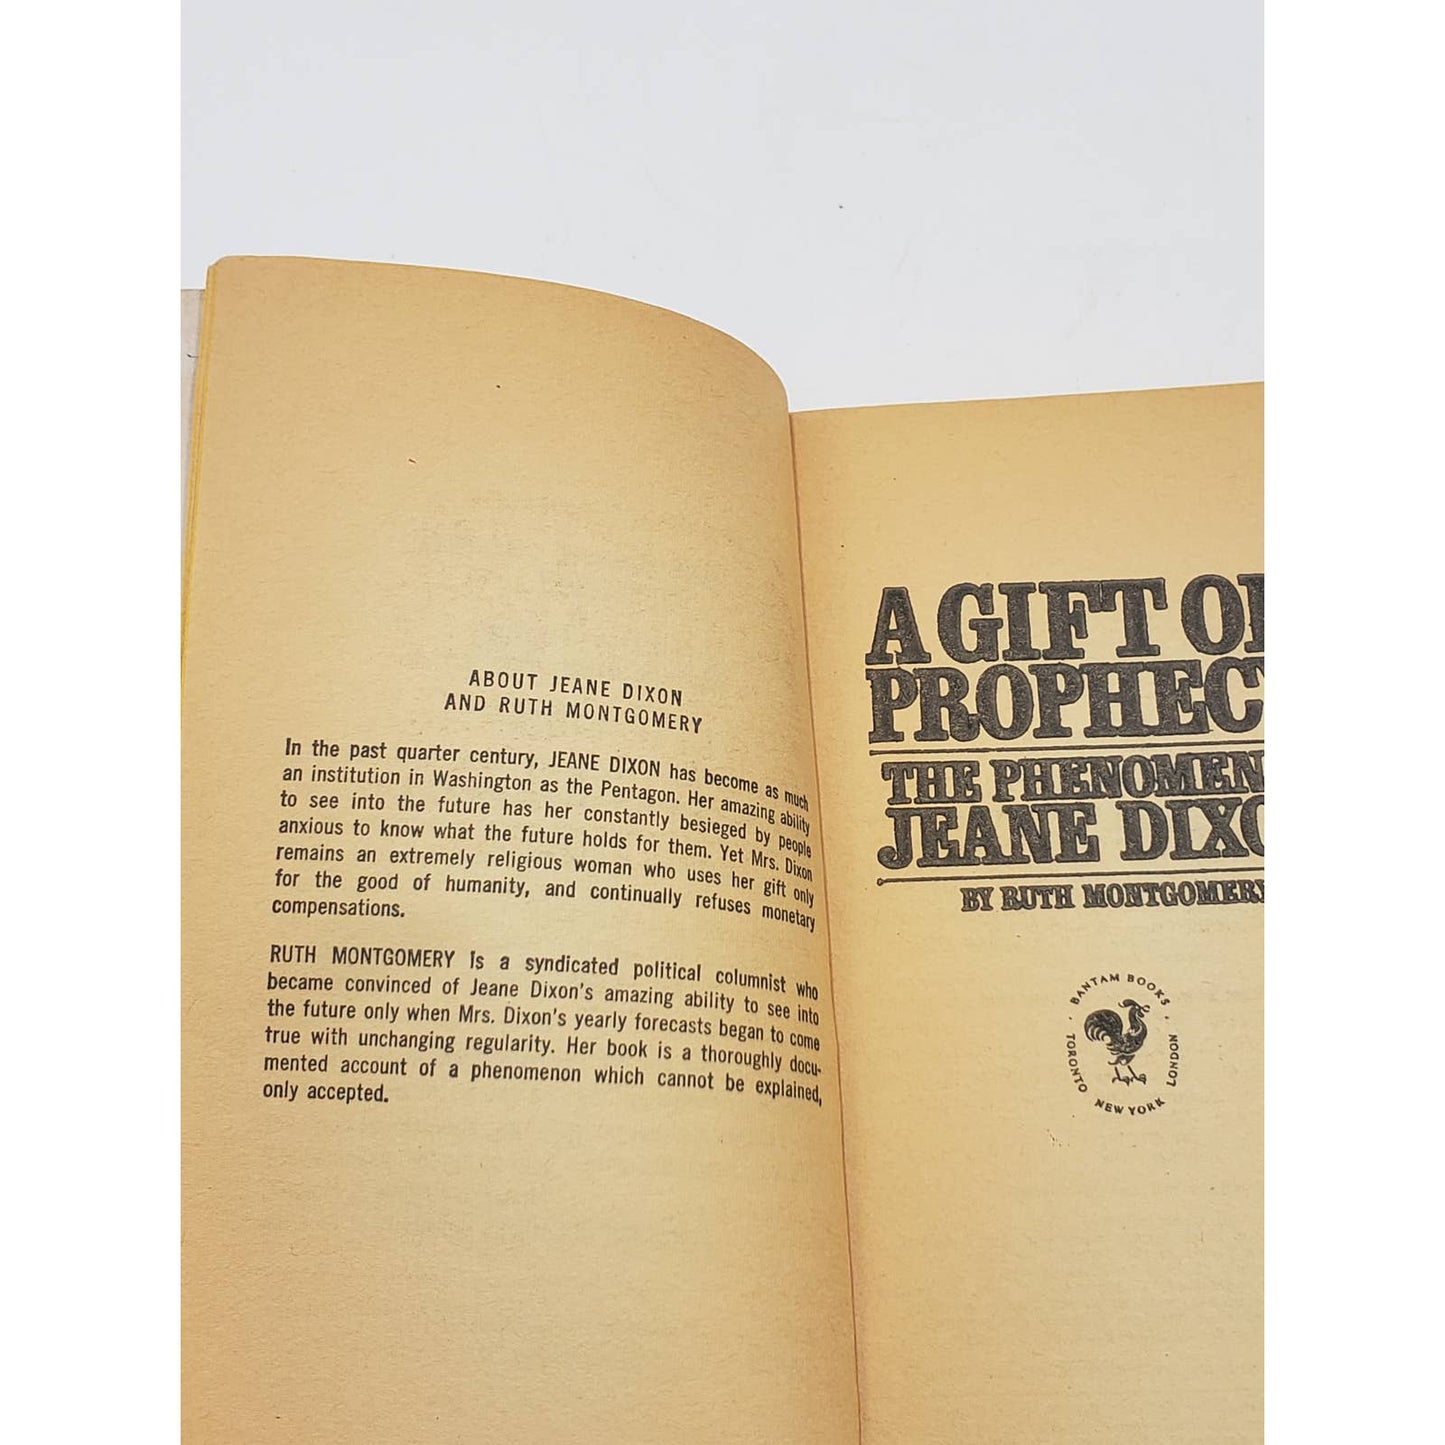 ABOUT JEANE DIXON
AND RUTH MONTGOMERY
In the past quarter century, JEANE DIXON has become as much
an institution in Washington as the Pentagon. Her amazing ability
to see into the future has her constantly besieged by people
anxious to know what the future holds for them. Yet Mrs. Dixon
remains an extremely religious woman who uses her gift only
for the good of humanity, and continually refuses monetary
compensations.
RUTH MONTGOMERY is a syndicated political columnist who
became convinced of Jeane Dixon's amazing ability to see into
the future only when Mrs. Dixon's yearly forecasts began to come
true with unchanging regularity. Her book is a thoroughly docu-
mented account of a phenomenon which cannot be explained,
only accepted.
A GIFT OF
PROPHECY
THE PHENOMEN
JEANE DIXO
BY RUTH MONTGOMERY
BANTAM BOOKS
TORONTO · NEW YORK · LONDON